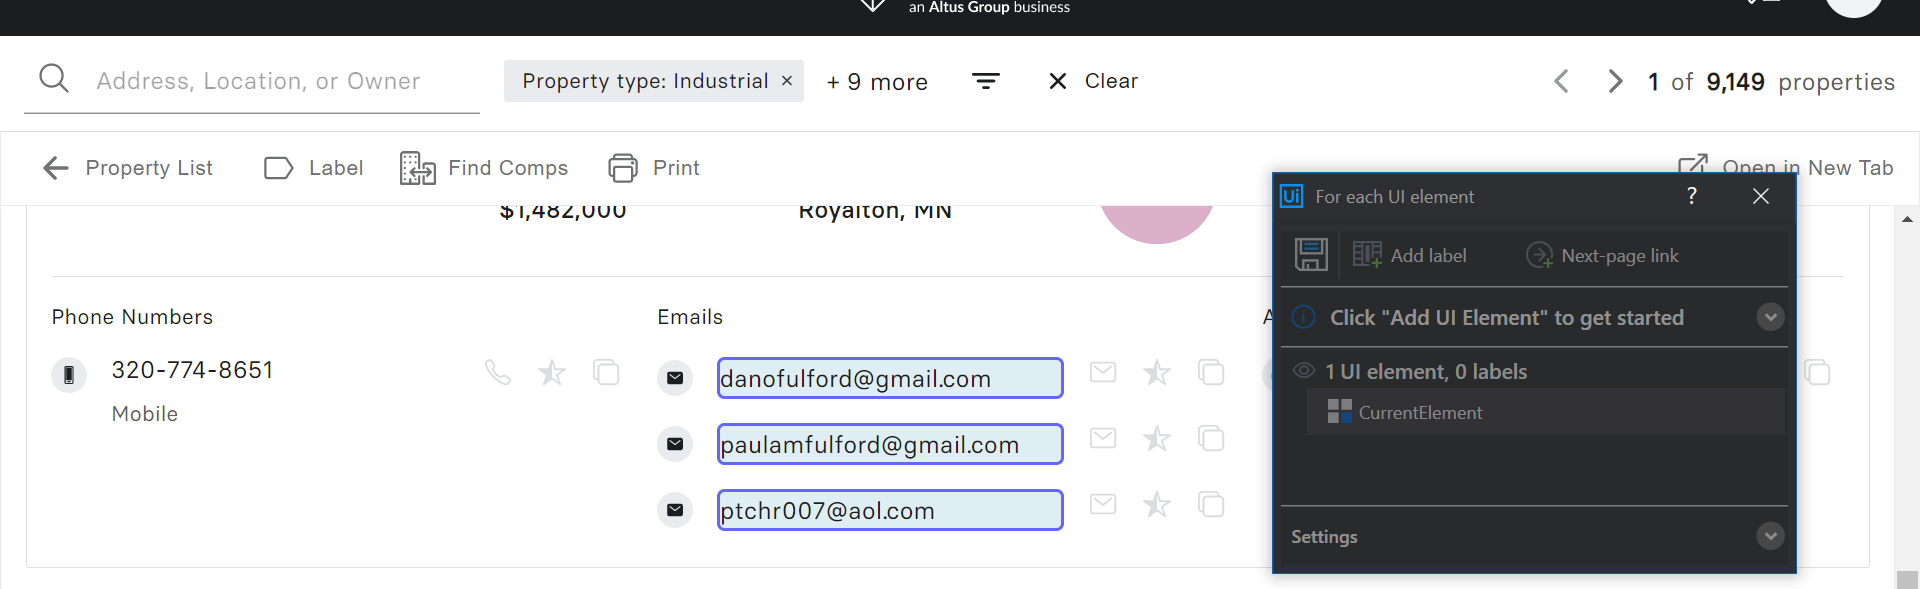 an Altus Group business
Address, Location, or Owner
Property type: Industrial ×
+ 9 more
Clear
1 of 9,149 properties
Property List
Label
Find Comps
Print
Open in New Tab
$1,482,000
Royalton, MN
Ui For each UI element ?
Add label
Next-page link
Click "Add UI Element" to get started
1 UI element, 0 labels
CurrentElement
Settings
Phone Numbers
320-774-8651
Mobile
Emails
danofulford@gmail.com
paulamfulford@gmail.com
ptchr007@aol.com